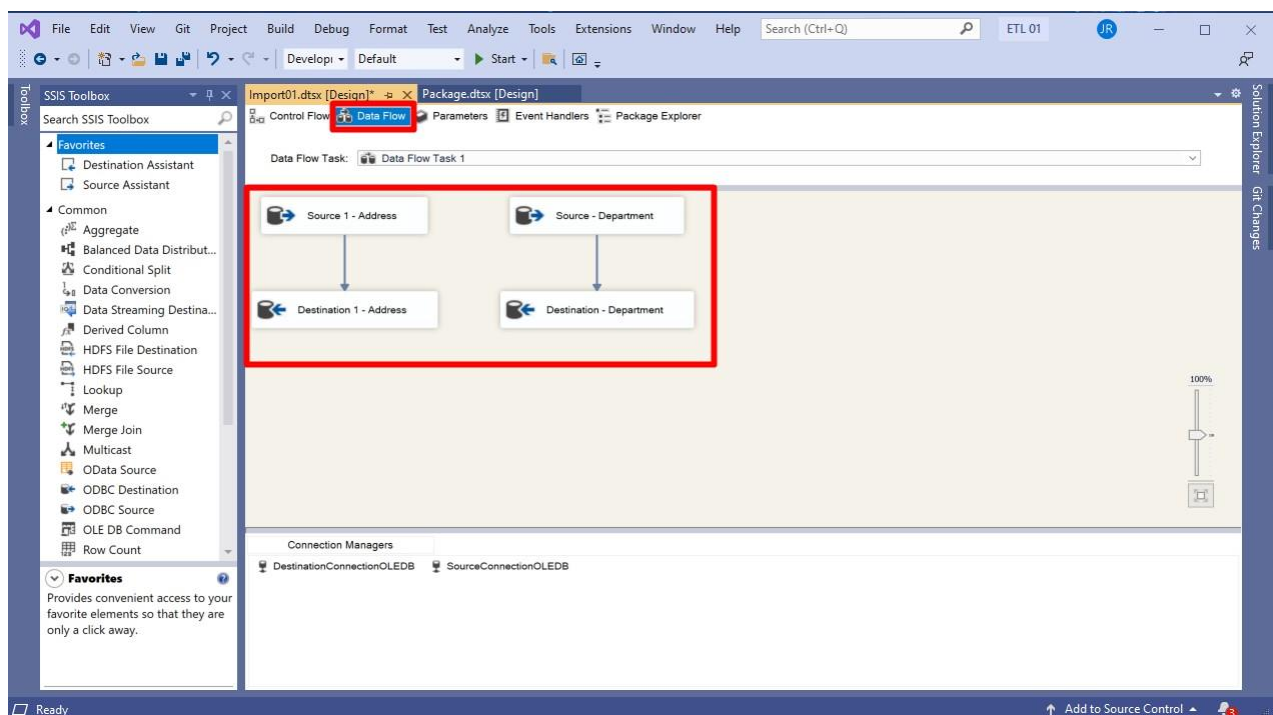 File Edit View Git Project Build Debug Format Test Analyze Tools Extensions Window Help Search (Ctrl+Q) ETL 01 JR
Developı Default Start
Toolbox
SSIS Toolbox
Search SSIS Toolbox
Favorites
Destination Assistant
Source Assistant
Common
Aggregate
Balanced Data Distribut...
Conditional Split
Data Conversion
Data Streaming Destina...
Derived Column
HDFS File Destination
HDFS File Source
Lookup
Merge
Merge Join
Multicast
OData Source
ODBC Destination
ODBC Source
OLE DB Command
Row Count
Favorites
Provides convenient access to your
favorite elements so that they are
only a click away.
Import01.dtsx [Design]* Package.dtsx [Design]
Control Flow Data Flow Parameters Event Handlers Package Explorer
Data Flow Task: Data Flow Task 1
Source 1 - Address Source - Department
Destination 1 - Address Destination - Department
100%
Connection Managers
DestinationConnectionOLEDB SourceConnectionOLEDB
Solution Explorer
Git Changes
Ready Add to Source Control 3